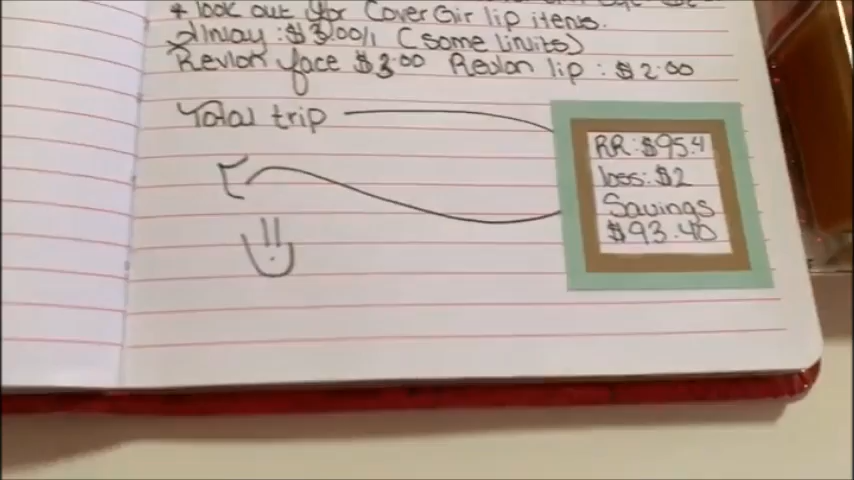 * look out for CoverGirl lip items.
Almay : $3.00/1 (some limits)
Revlon face $3.00 Revlon lip : $2.00
Total trip
RR: $95.4
loss: $2
Savings
$93.40